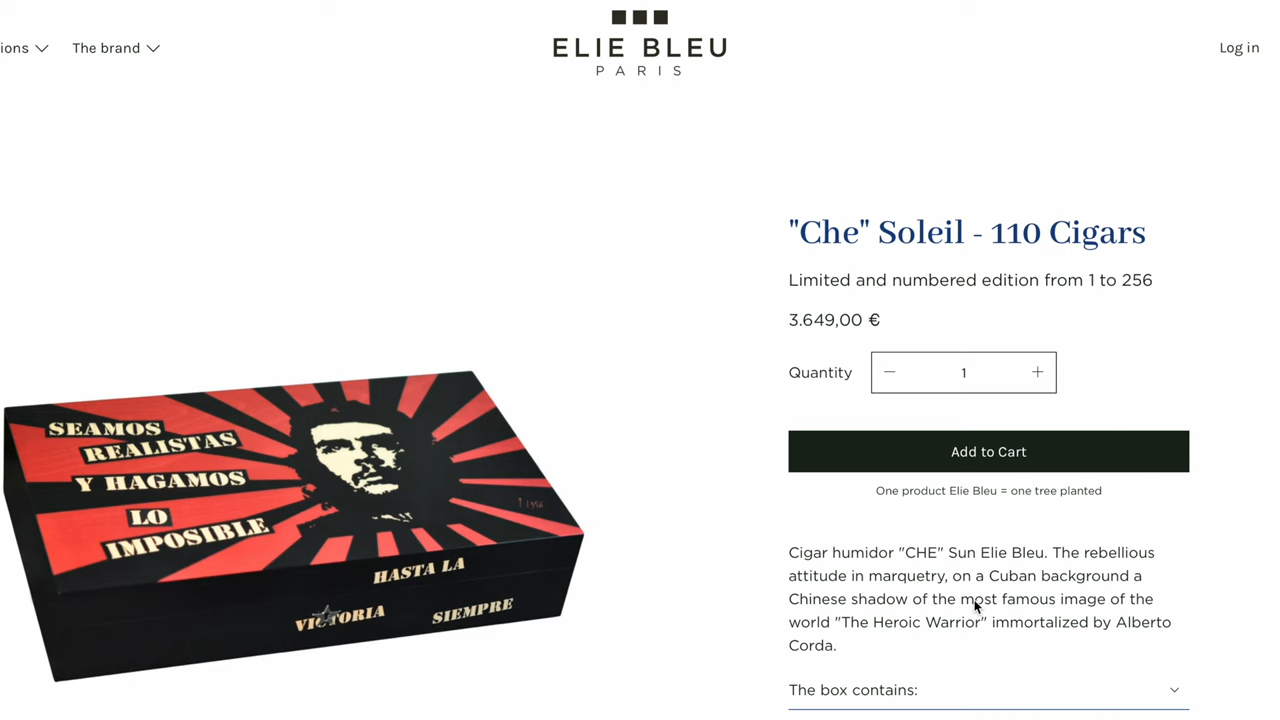 ions
The brand
ELIE BLEU
PARIS
Log in
"Che" Soleil - 110 Cigars
Limited and numbered edition from 1 to 256
3.649,00 €
Quantity
1
Add to Cart
One product Elie Bleu = one tree planted
Cigar humidor "CHE" Sun Elie Bleu. The rebellious
attitude in marquetry, on a Cuban background a
Chinese shadow of the most famous image of the
world "The Heroic Warrior" immortalized by Alberto
Corda.
The box contains:
SEAMOS
REALISTAS
Y HAGAMOS
LO
IMPOSIBLE
HASTA LA
VICTORIA SIEMPRE